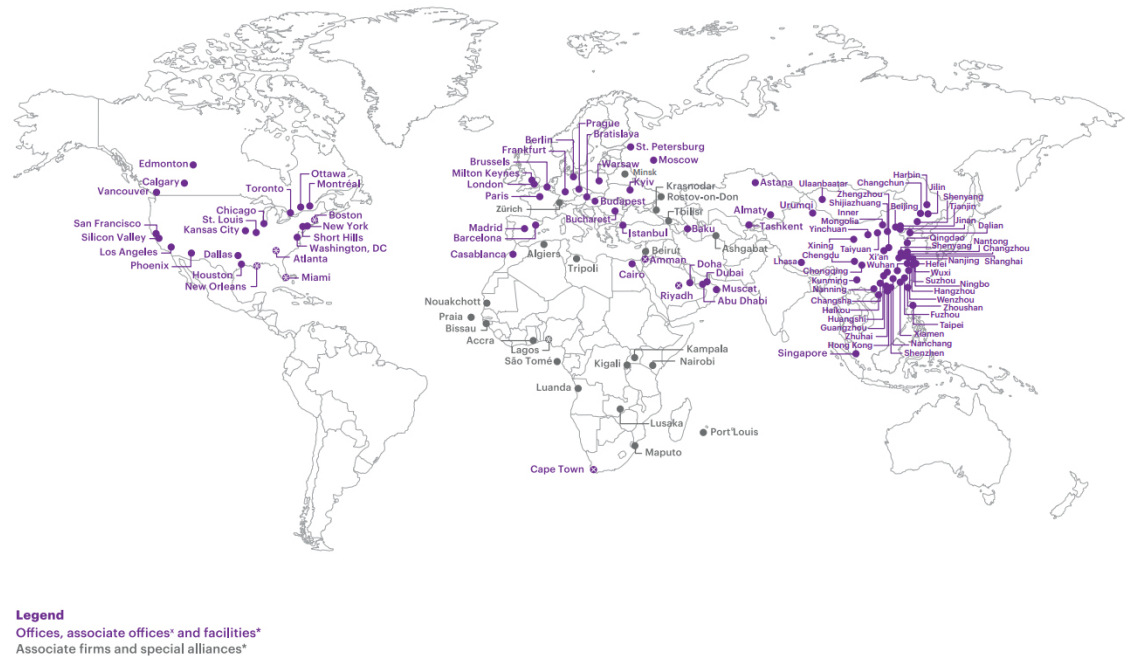 Edmonton
Calgary
Vancouver
San Francisco
Silicon Valley
Los Angeles
Phoenix
Chicago
St. Louis
Kansas City
Dallas
Houston
New Orleans
Toronto
Ottawa
Montréal
Boston
New York
Short Hills
Washington, DC
Atlanta
Miami
Prague
Bratislava
Berlin
Frankfurt
Brussels
Milton Keynes
London
Paris
Zürich
Madrid
Barcelona
Casablanca
St. Petersburg
Moscow
Warsaw
Minsk
Kyiv
Krasnodar
Rostov-on-Don
Budapest
Tbilisi
Bucharest
Istanbul
Baku
Ashgabat
Algiers
Tripoli
Beirut
Amman
Cairo
Doha
Dubai
Riyadh
Muscat
Abu Dhabi
Nouakchott
Praia
Bissau
Accra
Lagos
São Tomé
Luanda
Kampala
Kigali
Nairobi
Lusaka
Port Louis
Maputo
Cape Town
Astana
Almaty
Tashkent
Ulaanbaatar
Urumqi
Harbin
Changchun
Jilin
Zhengzhou
Shenyang
Shijiazhuang
Tianjin
Inner
Mongolia
Beijing
Jinan
Dalian
Yinchuan
Qingdao
Nantong
Taiyuan
Shenyang
Changzhou
Xining
Xi'an
Nanjing
Shanghai
Chengdu
Lhasa
Wuhan
Hefei
Chongqing
Wuxi
Kunming
Suzhou
Ningbo
Nanning
Hangzhou
Changsha
Wenzhou
Haikou
Zhoushan
Huangshi
Fuzhou
Guangzhou
Taipei
Zhuhai
Xiamen
Hong Kong
Nanchang
Shenzhen
Singapore
Legend
Offices, associate officesˣ and facilities*
Associate firms and special alliances*